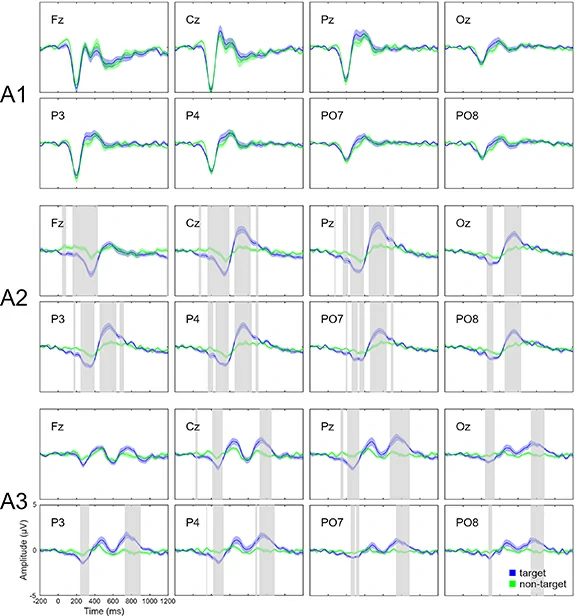 Fz Cz Pz Oz
A1
P3 P4 PO7 PO8
Fz Cz Pz Oz
A2
P3 P4 PO7 PO8
Fz Cz Pz Oz
A3
P3 P4 PO7 PO8
5
0
-5
Amplitude (µV)
target
non-target
-200 0 200 400 600 800 1000 1200
Time (ms)